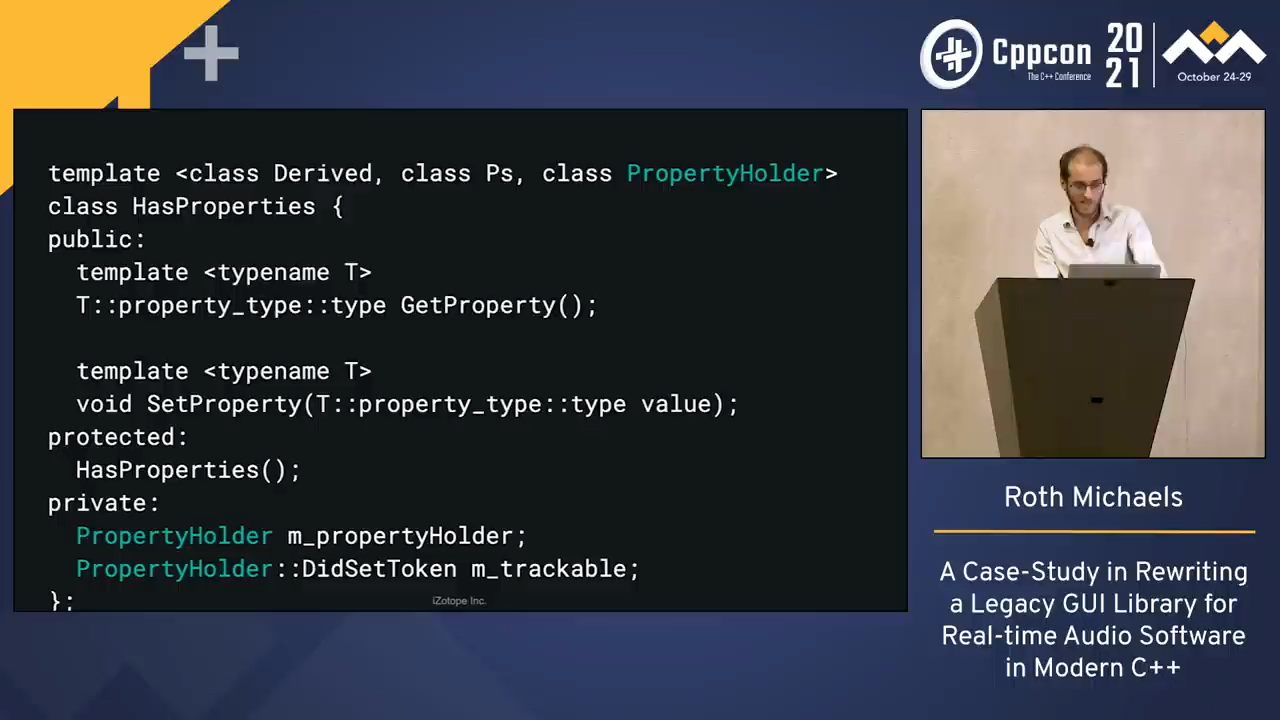 Cppcon
The C++ Conference
20
21
October 24-29
template <class Derived, class Ps, class PropertyHolder>
class HasProperties {
public:
  template <typename T>
  T::property_type::type GetProperty();
  template <typename T>
  void SetProperty(T::property_type::type value);
protected:
  HasProperties();
private:
  PropertyHolder m_propertyHolder;
  PropertyHolder::DidSetToken m_trackable;
};
iZotope Inc.
Roth Michaels
A Case-Study in Rewriting
a Legacy GUI Library for
Real-time Audio Software
in Modern C++